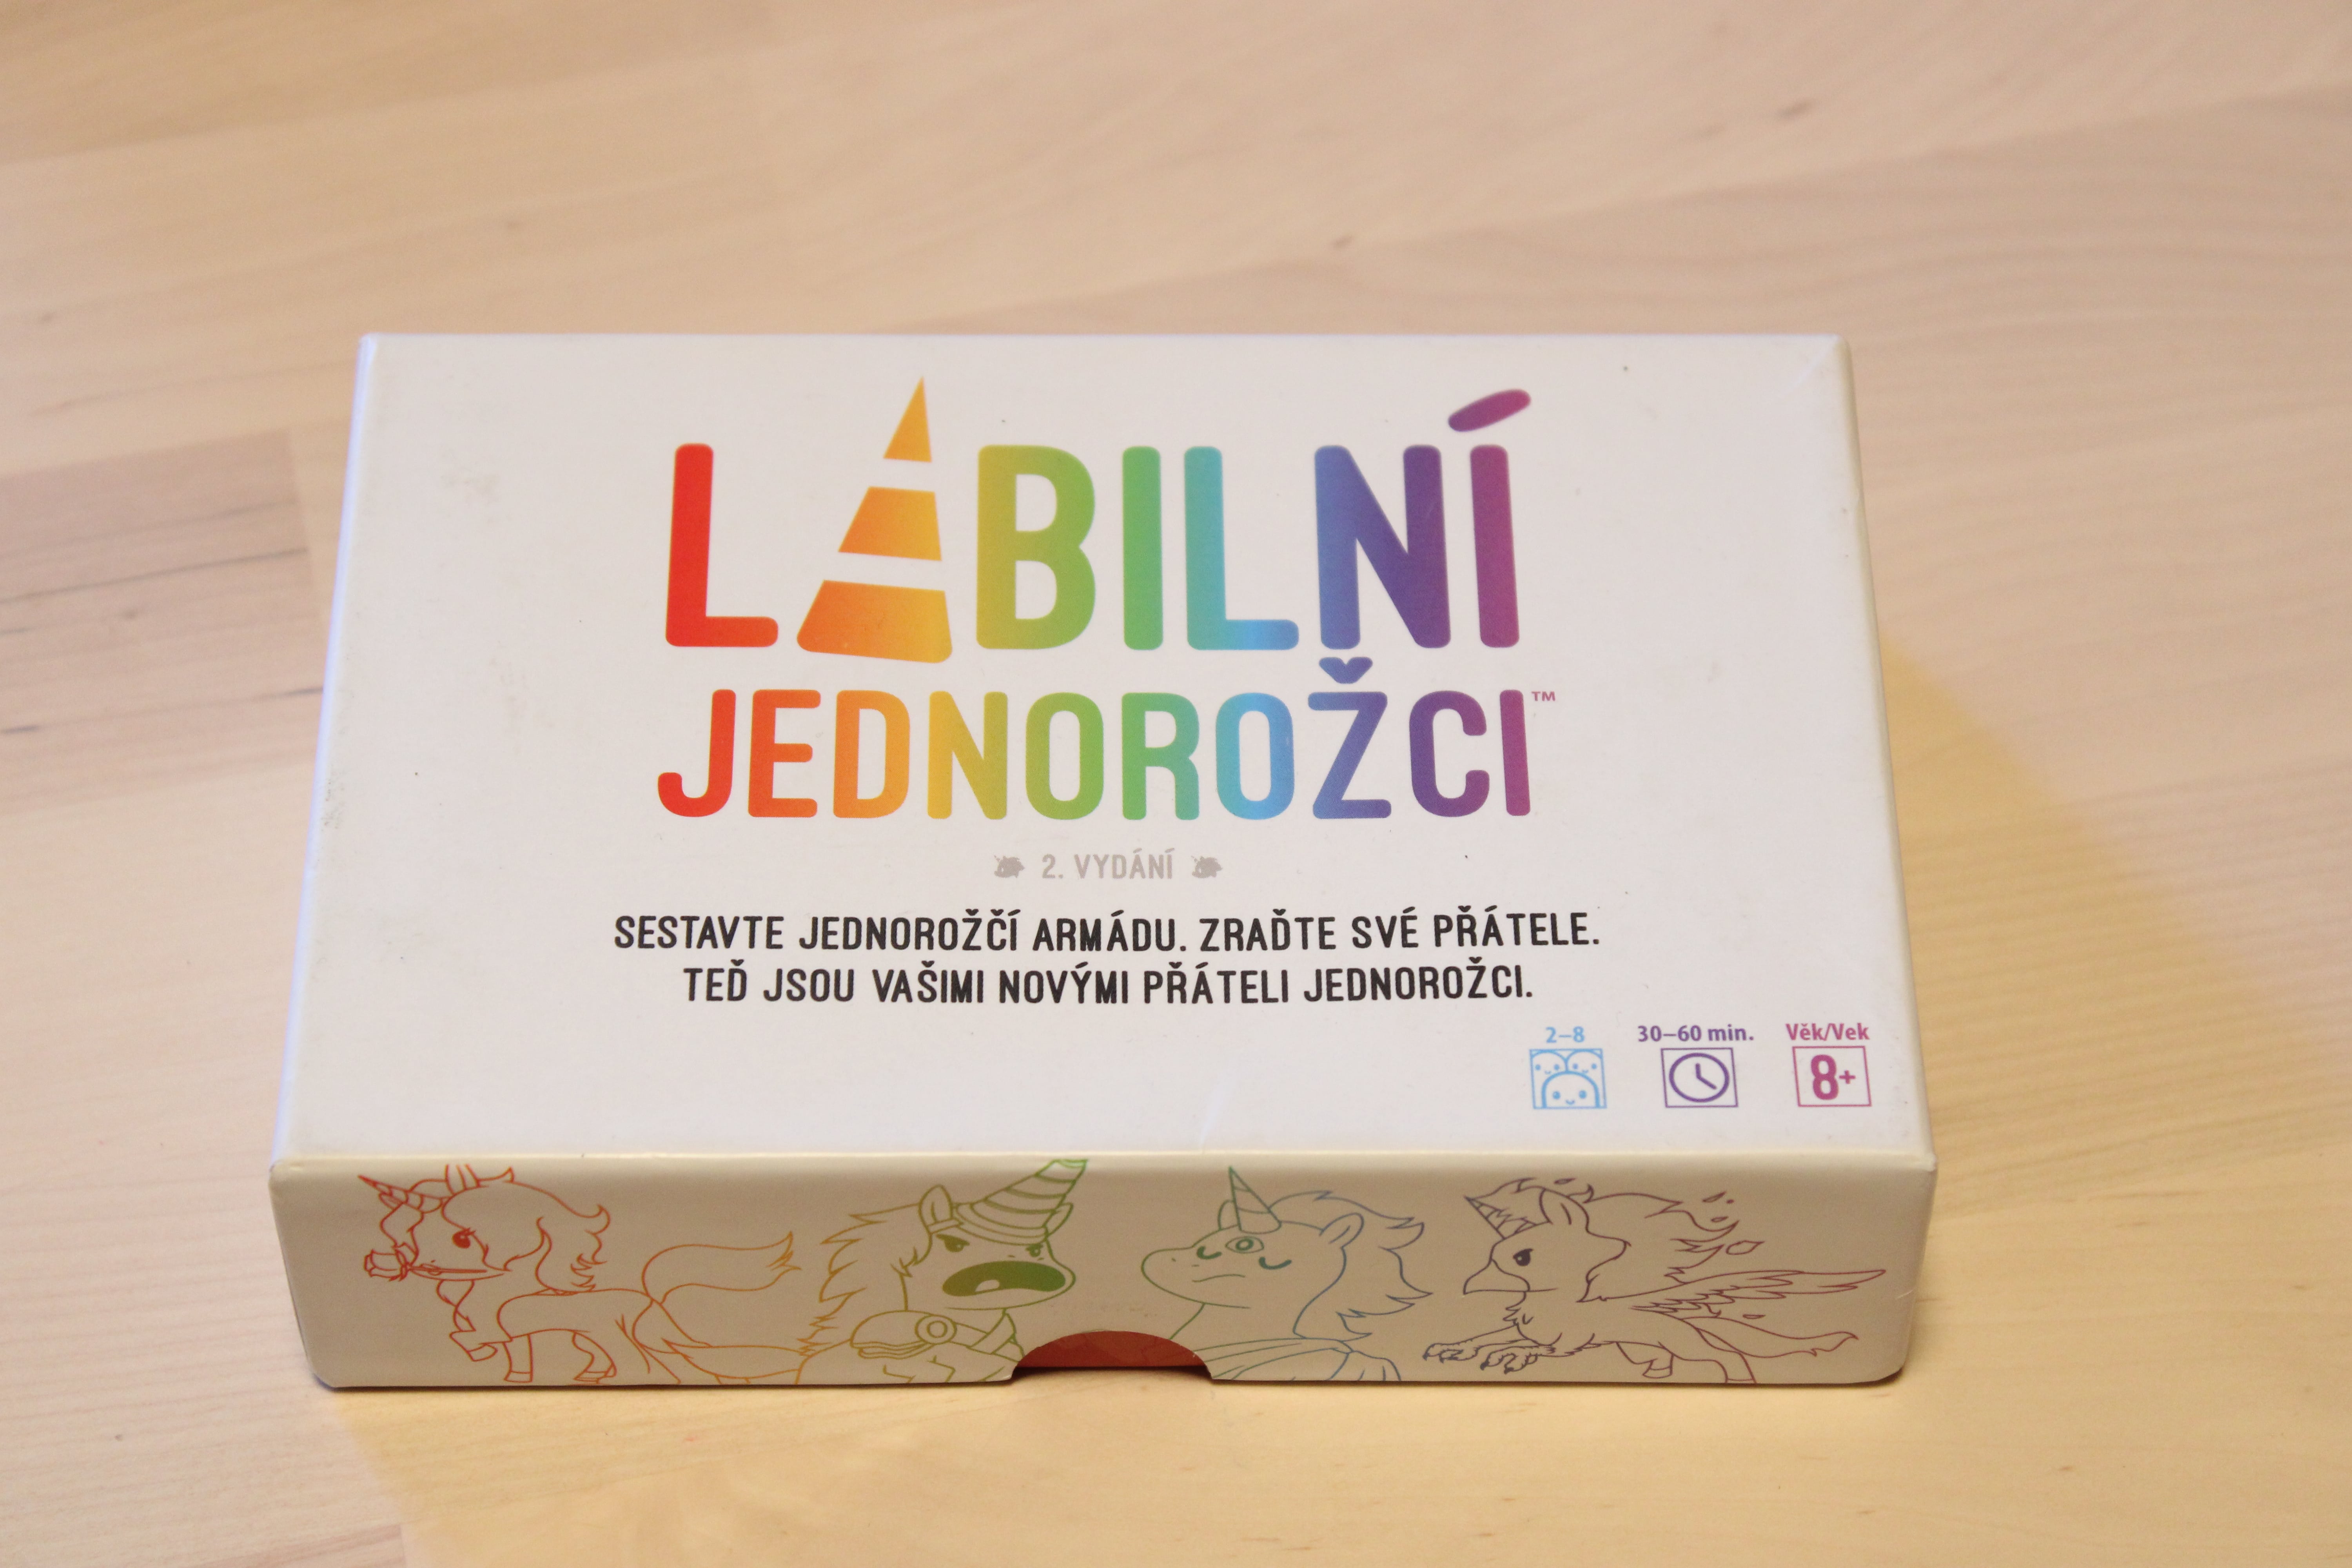 LABILNÍ
JEDNOROŽCI™
2. VYDÁNÍ
SESTAVTE JEDNOROŽČÍ ARMÁDU. ZRAĎTE SVÉ PŘÁTELE.
TEĎ JSOU VAŠIMI NOVÝMI PŘÁTELI JEDNOROŽCI.
2–8 30–60 min. Věk/Vek
8+